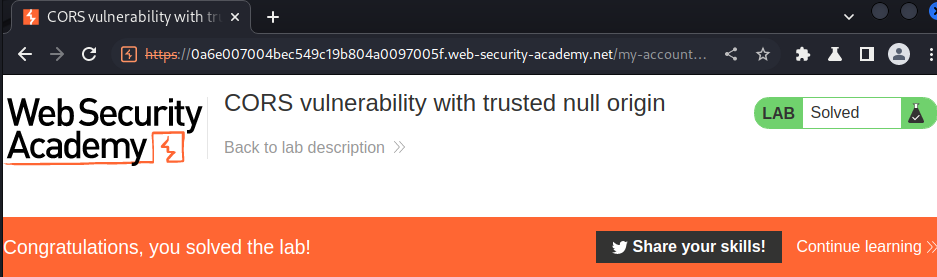 CORS vulnerability with tru
https://0a6e007004bec549c19b804a0097005f.web-security-academy.net/my-account...
Web Security
Academy
CORS vulnerability with trusted null origin
Back to lab description
LAB Solved
Congratulations, you solved the lab!
Share your skills!
Continue learning